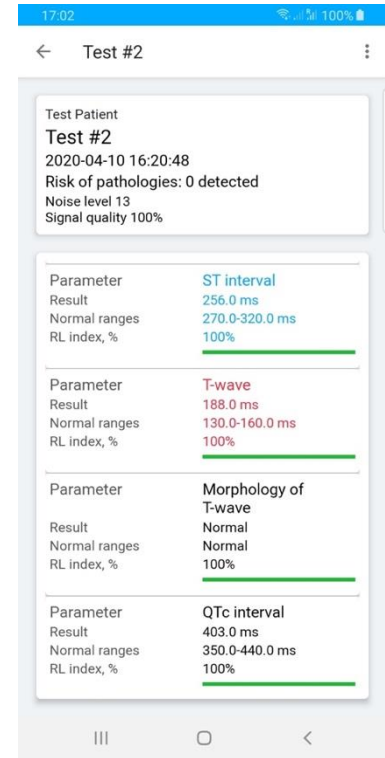 17:02 100%
Test #2
Test Patient
Test #2
2020-04-10 16:20:48
Risk of pathologies: 0 detected
Noise level 13
Signal quality 100%
Parameter ST interval
Result 256.0 ms
Normal ranges 270.0-320.0 ms
RL index, % 100%
Parameter T-wave
Result 188.0 ms
Normal ranges 130.0-160.0 ms
RL index, % 100%
Parameter Morphology of
T-wave
Result Normal
Normal ranges Normal
RL index, % 100%
Parameter QTc interval
Result 403.0 ms
Normal ranges 350.0-440.0 ms
RL index, % 100%